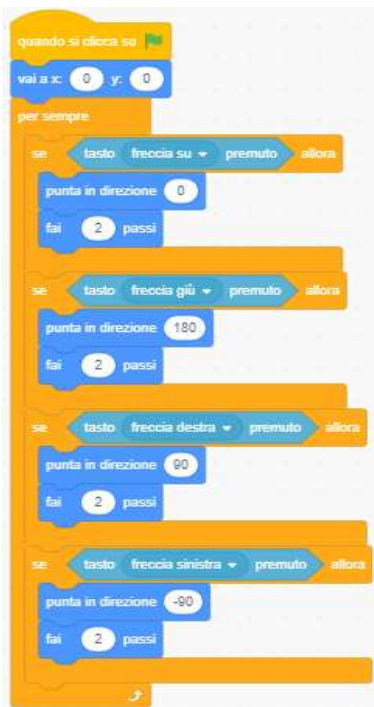 quando si clicca su
vai a x: 0 y: 0
per sempre
se tasto freccia su premuto allora
punta in direzione 0
fai 2 passi
se tasto freccia giù premuto allora
punta in direzione 180
fai 2 passi
se tasto freccia destra premuto allora
punta in direzione 90
fai 2 passi
se tasto freccia sinistra premuto allora
punta in direzione -90
fai 2 passi